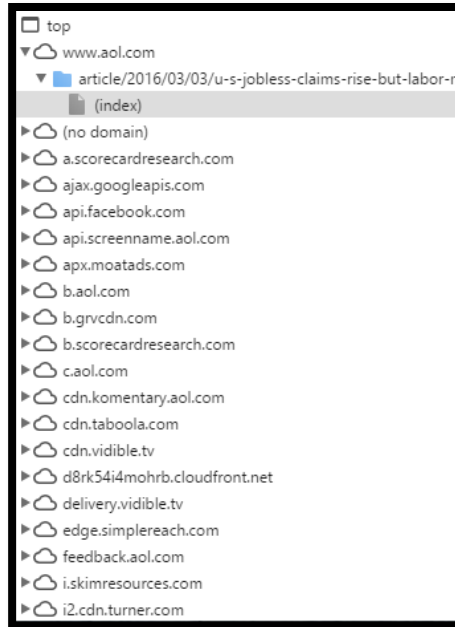 top
www.aol.com
article/2016/03/03/u-s-jobless-claims-rise-but-labor-
(index)
(no domain)
a.scorecardresearch.com
ajax.googleapis.com
api.facebook.com
api.screenname.aol.com
apx.moatads.com
b.aol.com
b.grvcdn.com
b.scorecardresearch.com
c.aol.com
cdn.komentary.aol.com
cdn.taboola.com
cdn.vidible.tv
d8rk54i4mohrb.cloudfront.net
delivery.vidible.tv
edge.simplereach.com
feedback.aol.com
i.skimresources.com
i2.cdn.turner.com